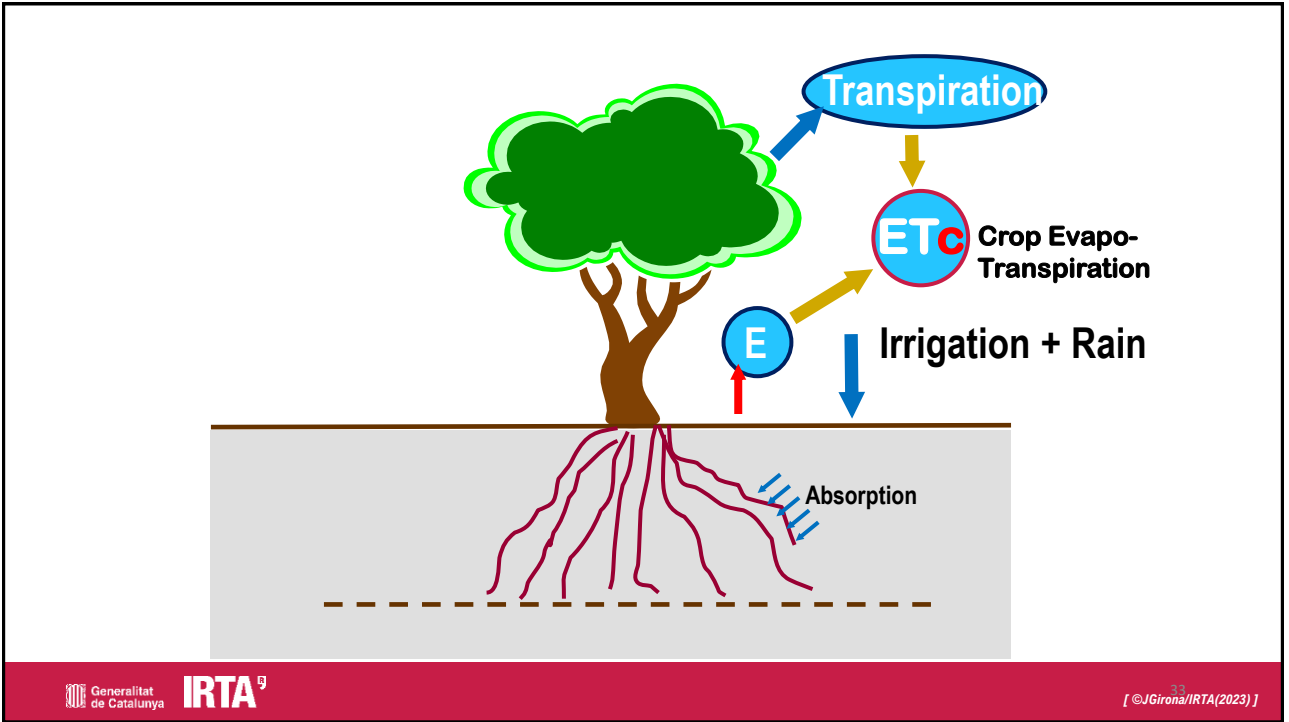 Transpiration
ETc
Crop Evapo-
Transpiration
E
Irrigation + Rain
Absorption
Generalitat
de Catalunya
IRTA
R
33
[ ©JGirona/IRTA(2023) ]